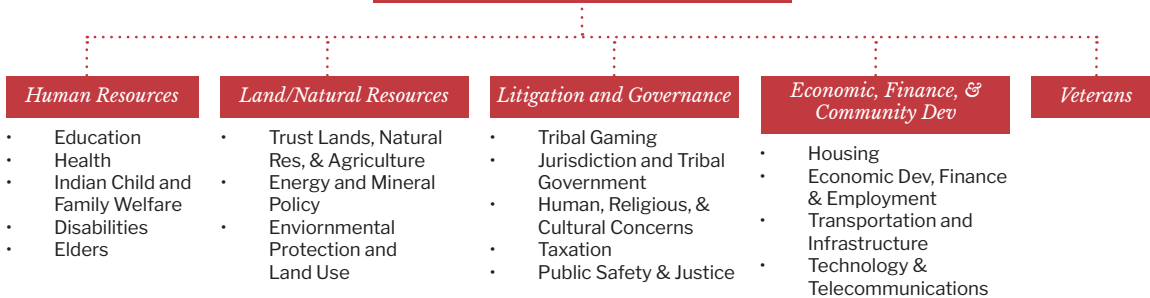 Human Resources
• Education
• Health
• Indian Child and
Family Welfare
• Disabilities
• Elders
Land/Natural Resources
• Trust Lands, Natural
Res, & Agriculture
• Energy and Mineral
Policy
• Enviornmental
Protection and
Land Use
Litigation and Governance
• Tribal Gaming
• Jurisdiction and Tribal
Government
• Human, Religious, &
Cultural Concerns
• Taxation
• Public Safety & Justice
Economic, Finance, &
Community Dev
• Housing
• Economic Dev, Finance
& Employment
• Transportation and
Infrastructure
• Technology &
Telecommunications
Veterans